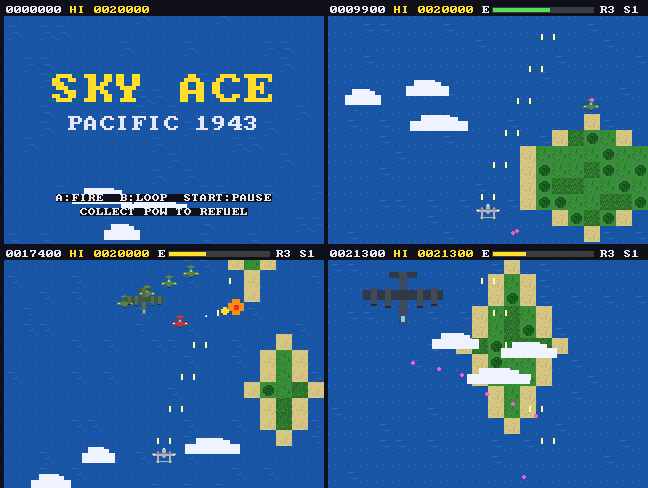 0000000 HI 0020000
SKY ACE
PACIFIC 1943
A:FIRE B:LOOP START:PAUSE
COLLECT POW TO REFUEL
0009900 HI 0020000 E R3 S1
0017400 HI 0020000 E R3 S1
0021300 HI 0021300 E R3 S1